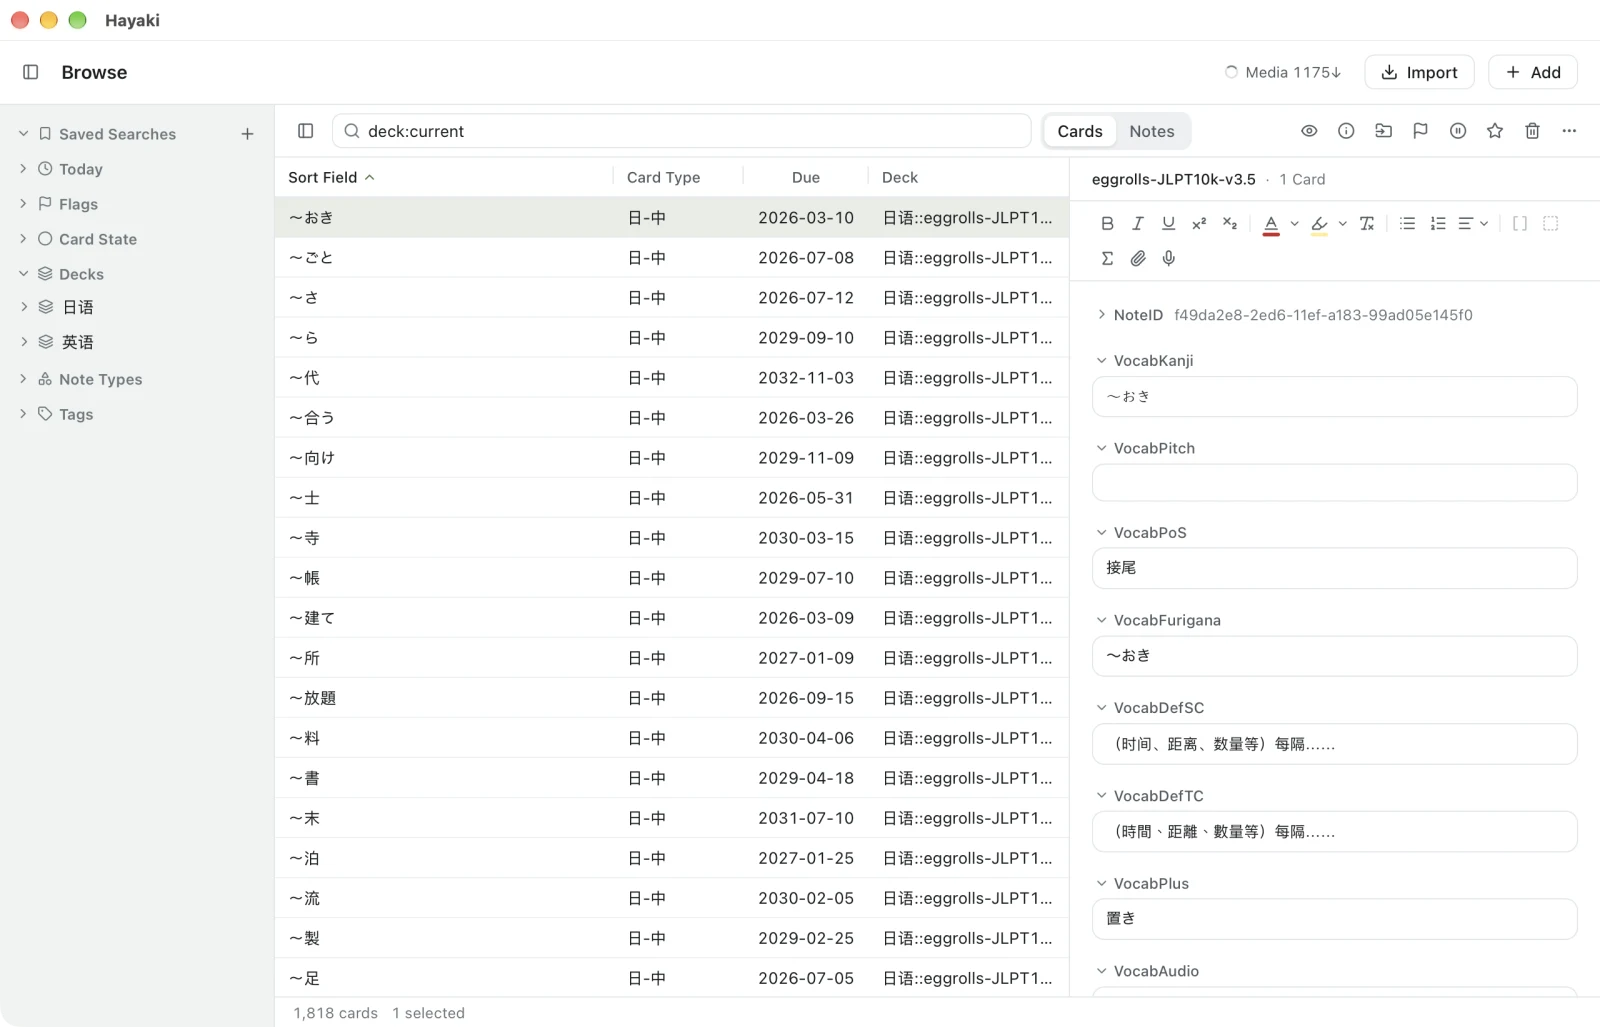 Hayaki
Browse
Media 1175↓
Import
Add
Saved Searches
Today
Flags
Card State
Decks
日语
英语
Note Types
Tags
deck:current
Cards Notes
Sort Field Card Type Due Deck
～おき 日-中 2026-03-10 日语::eggrolls-JLPT1...
～ごと 日-中 2026-07-08 日语::eggrolls-JLPT1...
～さ 日-中 2026-07-12 日语::eggrolls-JLPT1...
～ら 日-中 2029-09-10 日语::eggrolls-JLPT1...
～代 日-中 2032-11-03 日语::eggrolls-JLPT1...
～合う 日-中 2026-03-26 日语::eggrolls-JLPT1...
～向け 日-中 2029-11-09 日语::eggrolls-JLPT1...
～士 日-中 2026-05-31 日语::eggrolls-JLPT1...
～寺 日-中 2030-03-15 日语::eggrolls-JLPT1...
～帳 日-中 2029-07-10 日语::eggrolls-JLPT1...
～建て 日-中 2026-03-09 日语::eggrolls-JLPT1...
～所 日-中 2027-01-09 日语::eggrolls-JLPT1...
～放題 日-中 2026-09-15 日语::eggrolls-JLPT1...
～料 日-中 2030-04-06 日语::eggrolls-JLPT1...
～書 日-中 2029-04-18 日语::eggrolls-JLPT1...
～末 日-中 2031-07-10 日语::eggrolls-JLPT1...
～泊 日-中 2027-01-25 日语::eggrolls-JLPT1...
～流 日-中 2030-02-05 日语::eggrolls-JLPT1...
～製 日-中 2029-02-25 日语::eggrolls-JLPT1...
～足 日-中 2026-07-05 日语::eggrolls-JLPT1...
1,818 cards 1 selected
eggrolls-JLPT10k-v3.5 · 1 Card
NoteID f49da2e8-2ed6-11ef-a183-99ad05e145f0
VocabKanji
～おき
VocabPitch
VocabPoS
接尾
VocabFurigana
～おき
VocabDefSC
（时间、距离、数量等）每隔……
VocabDefTC
（時間、距離、數量等）每隔……
VocabPlus
置き
VocabAudio